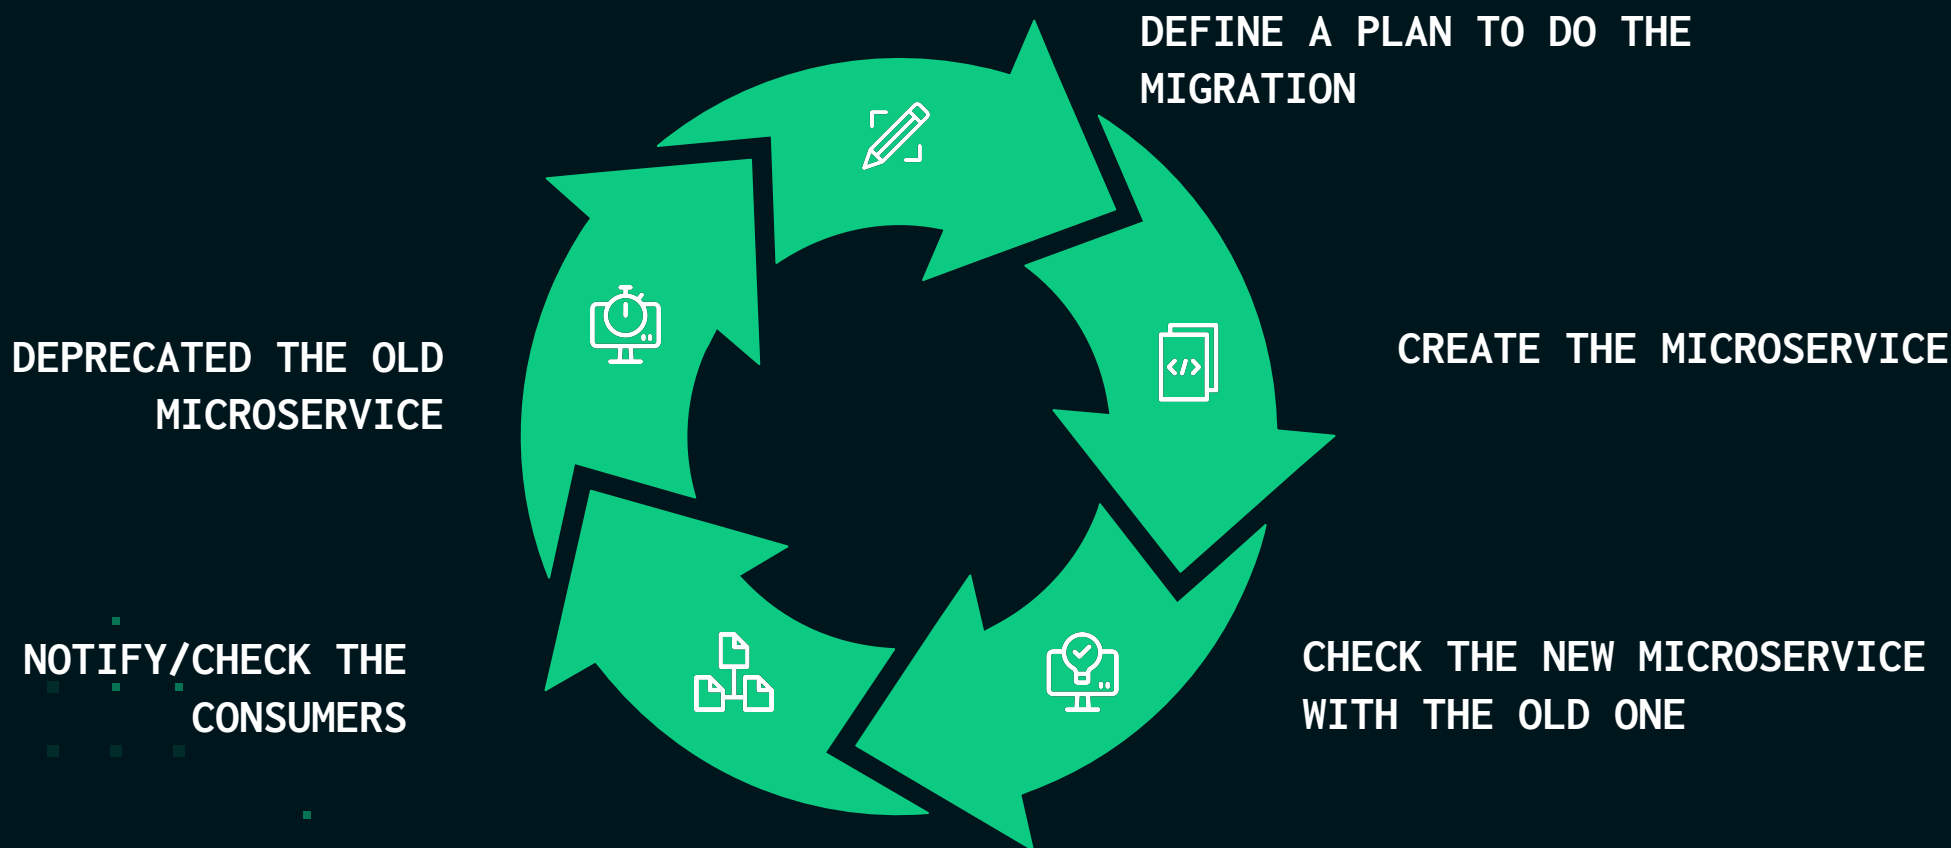 DEFINE A PLAN TO DO THE
MIGRATION
CREATE THE MICROSERVICE
CHECK THE NEW MICROSERVICE
WITH THE OLD ONE
NOTIFY/CHECK THE
CONSUMERS
DEPRECATED THE OLD
MICROSERVICE